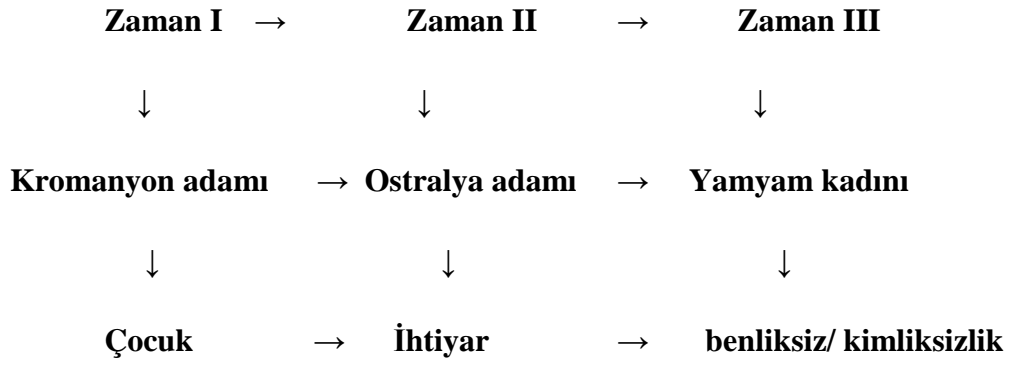 Zaman I → Zaman II → Zaman III
↓ ↓ ↓
Kromanyon adamı → Ostralya adamı → Yamyam kadını
↓ ↓ ↓
Çocuk → İhtiyar → benliksiz/ kimliksizlik